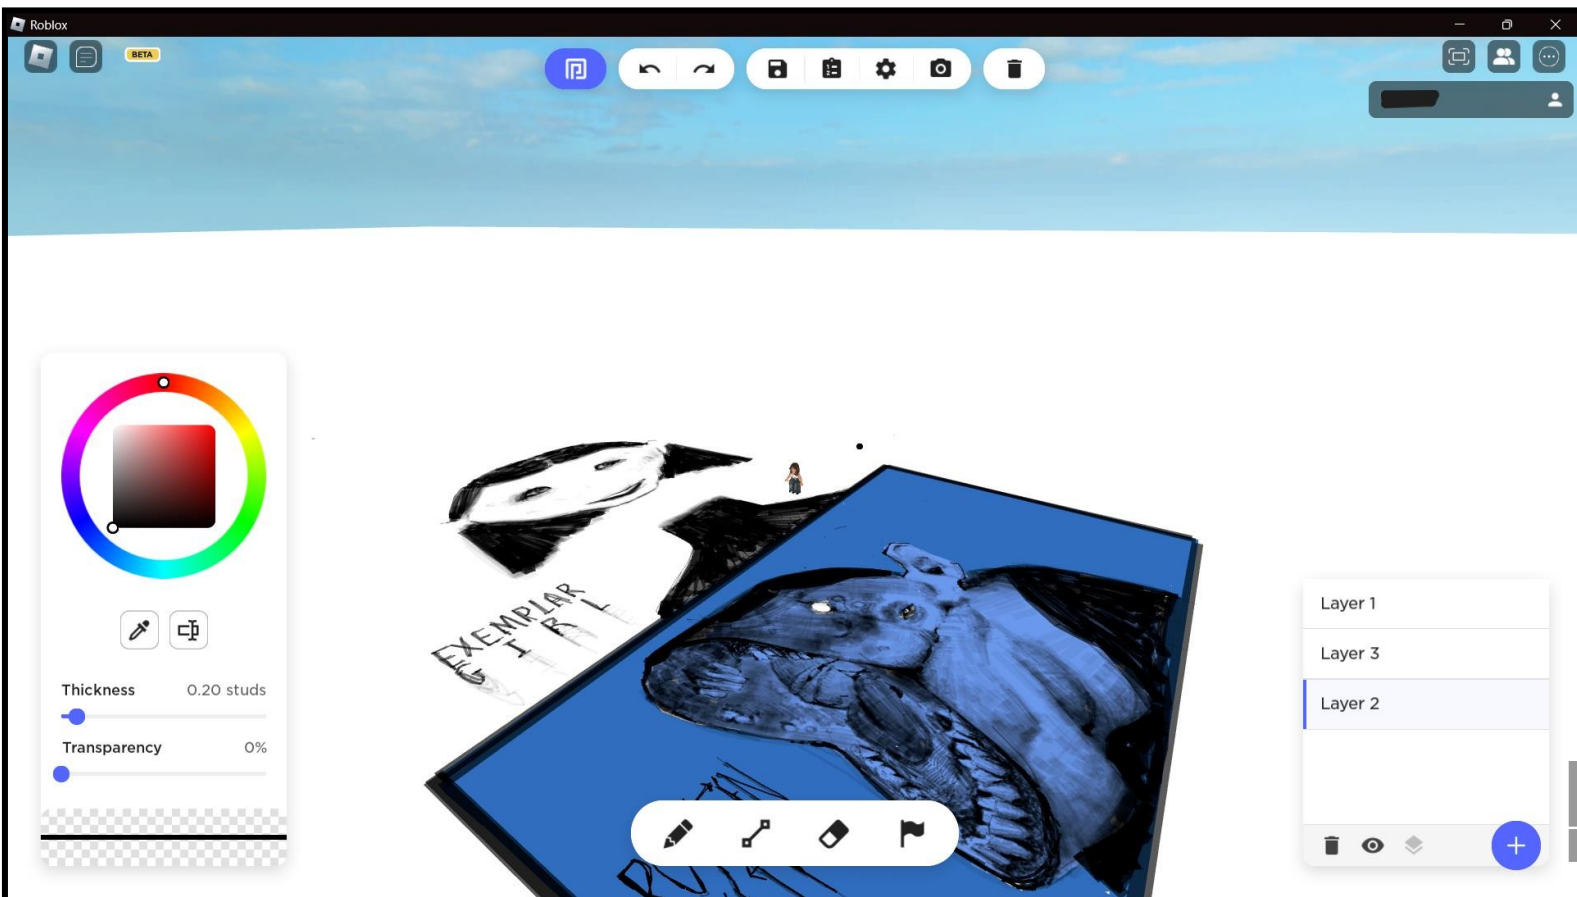 Roblox
BETA
EXEMPLAR
GIRL
Thickness 0.20 studs
Transparency 0%
Layer 1
Layer 3
Layer 2